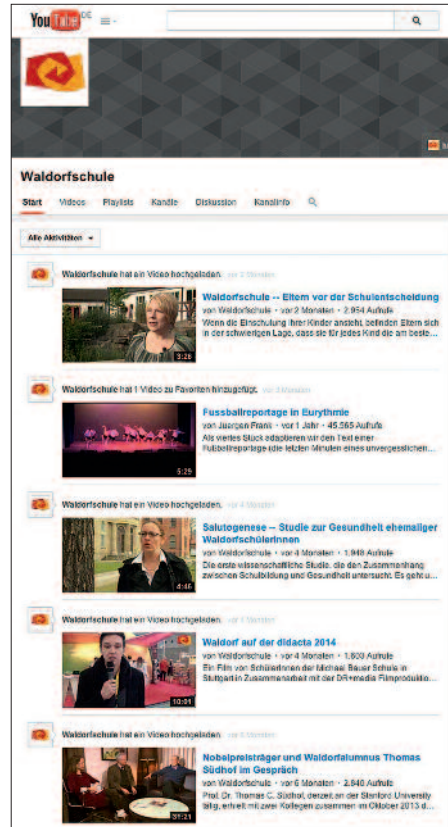 YouTube DE
Waldorfschule
Start Videos Playlists Kanäle Diskussion Kanalinfo
Alle Aktivitäten
Waldorfschule hat ein Video hochgeladen. vor 2 Monaten
Waldorfschule -- Eltern vor der Schulentscheidung
von Waldorfschule • vor 2 Monaten • 2.954 Aufrufe
Wenn die Einschulung ihrer Kinder ansteht, befinden Eltern sich
in der schwierigen Lage, dass sie für jedes Kind die am beste...
3:26
Waldorfschule hat 1 Video zu Favoriten hinzugefügt.
Fussballreportage in Eurythmie
von Juergen Frank • vor 1 Jahr • 45.565 Aufrufe
Als viertes Stück adaptieren wir den Text einer
Fußballreportage (die letzten Minuten eines unvergesslichen...
5:29
Waldorfschule hat ein Video hochgeladen. vor 4 Monaten
Salutogenese -- Studie zur Gesundheit ehemaliger
WaldorfschülerInnen
von Waldorfschule • vor 4 Monaten • 1.948 Aufrufe
Die erste wissenschaftliche Studie, die den Zusammenhang
zwischen Schulbildung und Gesundheit untersucht. Es geht u...
4:46
Waldorfschule hat ein Video hochgeladen.
Waldorf auf der didacta 2014
von Waldorfschule • vor 4 Monaten • 1.603 Aufrufe
Ein Film von SchülerInnen der Michael Bauer Schule in
Stuttgart in Zusammenarbeit mit der DR+media Filmproduktio...
10:01
Waldorfschule hat ein Video hochgeladen.
Nobelpreisträger und Waldorfalumnus Thomas
Südhof im Gespräch
von Waldorfschule • vor 6 Monaten • 2.840 Aufrufe
Prof. Dr. Thomas C. Südhof, derzeit an der Stanford University
tätig, erhielt mit zwei Kollegen zusammen im Oktober 2013 d...
31:21